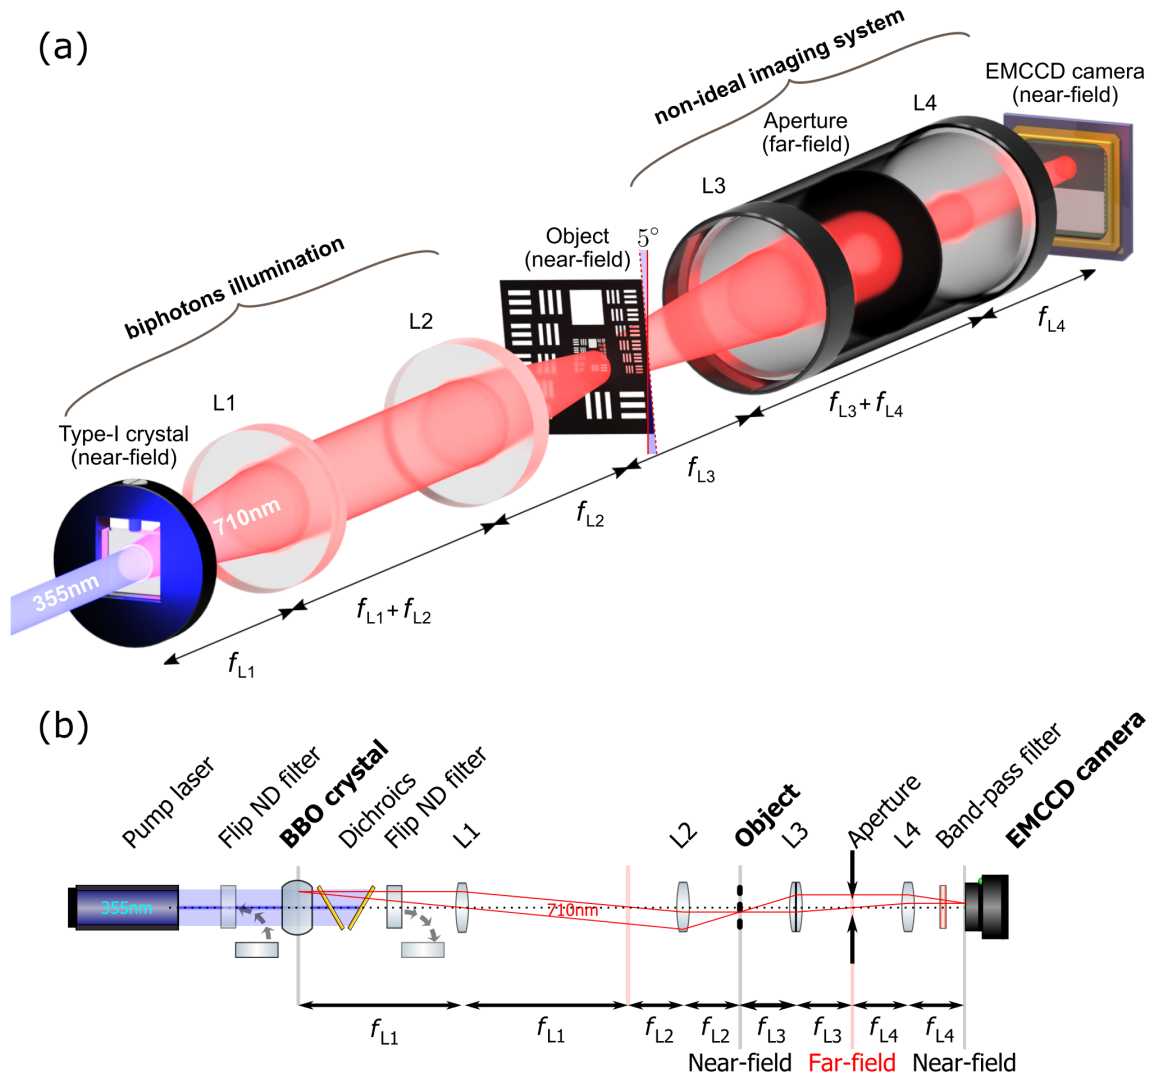 (a)
non-ideal imaging system
EMCCD camera
(near-field)
L4
Aperture
(far-field)
L3
Object
(near-field)
5°
biphotons illumination
L2
L1
Type-I crystal
(near-field)
710nm
355nm
fL4
fL3 + fL4
fL3
fL2
fL1 + fL2
fL1
(b)
Pump laser
Flip ND filter
BBO crystal
Dichroics
Flip ND filter
L1
L2
Object
L3
Aperture
L4
Band-pass filter
EMCCD camera
355nm
710nm
fL1
fL1
fL2
fL2
fL3
fL3
fL4
fL4
Near-field
Far-field
Near-field